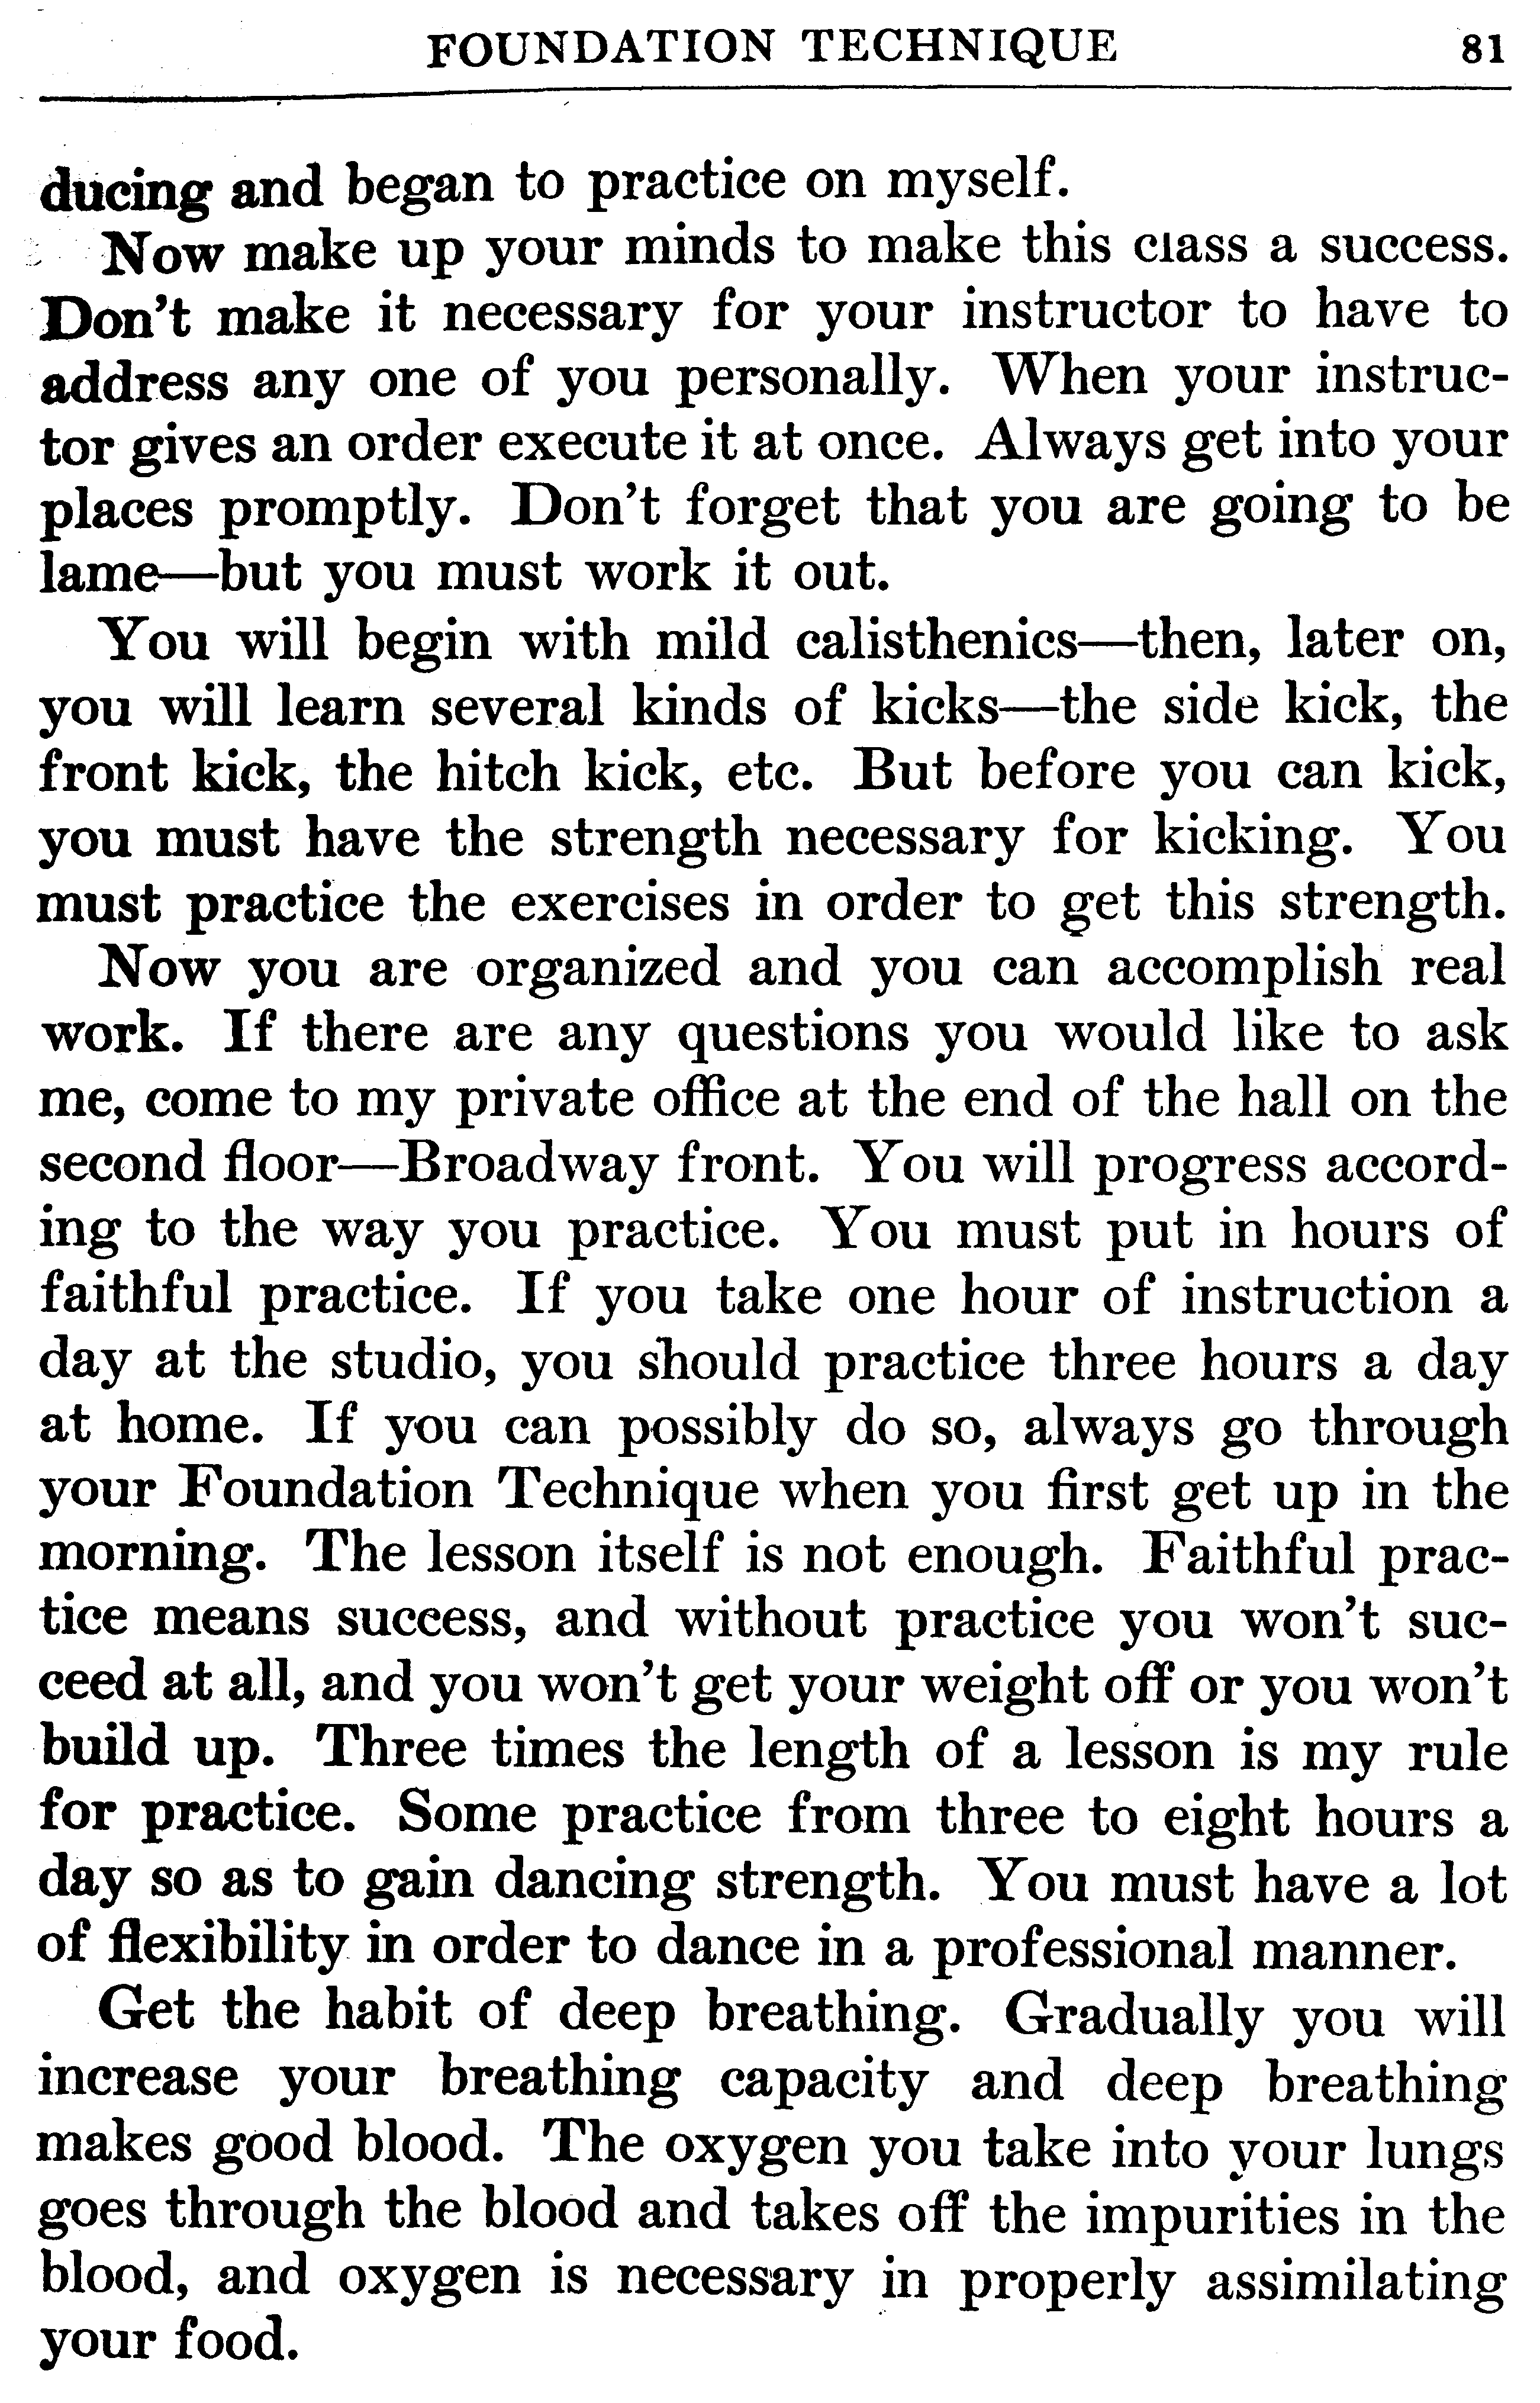 FOUNDATION TECHNIQUE 81
ducing and began to practice on myself.
Now make up your minds to make this class a success.
Don't make it necessary for your instructor to have to
address any one of you personally. When your instruc-
tor gives an order execute it at once. Always get into your
places promptly. Don't forget that you are going to be
lame—but you must work it out.
You will begin with mild calisthenics—then, later on,
you will learn several kinds of kicks—the side kick, the
front kick, the hitch kick, etc. But before you can kick,
you must have the strength necessary for kicking. You
must practice the exercises in order to get this strength.
Now you are organized and you can accomplish real
work. If there are any questions you would like to ask
me, come to my private office at the end of the hall on the
second floor—Broadway front. You will progress accord-
ing to the way you practice. You must put in hours of
faithful practice. If you take one hour of instruction a
day at the studio, you should practice three hours a day
at home. If you can possibly do so, always go through
your Foundation Technique when you first get up in the
morning. The lesson itself is not enough. Faithful prac-
tice means success, and without practice you won't suc-
ceed at all, and you won't get your weight off or you won't
build up. Three times the length of a lesson is my rule
for practice. Some practice from three to eight hours a
day so as to gain dancing strength. You must have a lot
of flexibility in order to dance in a professional manner.
Get the habit of deep breathing. Gradually you will
increase your breathing capacity and deep breathing
makes good blood. The oxygen you take into your lungs
goes through the blood and takes off the impurities in the
blood, and oxygen is necessary in properly assimilating
your food.